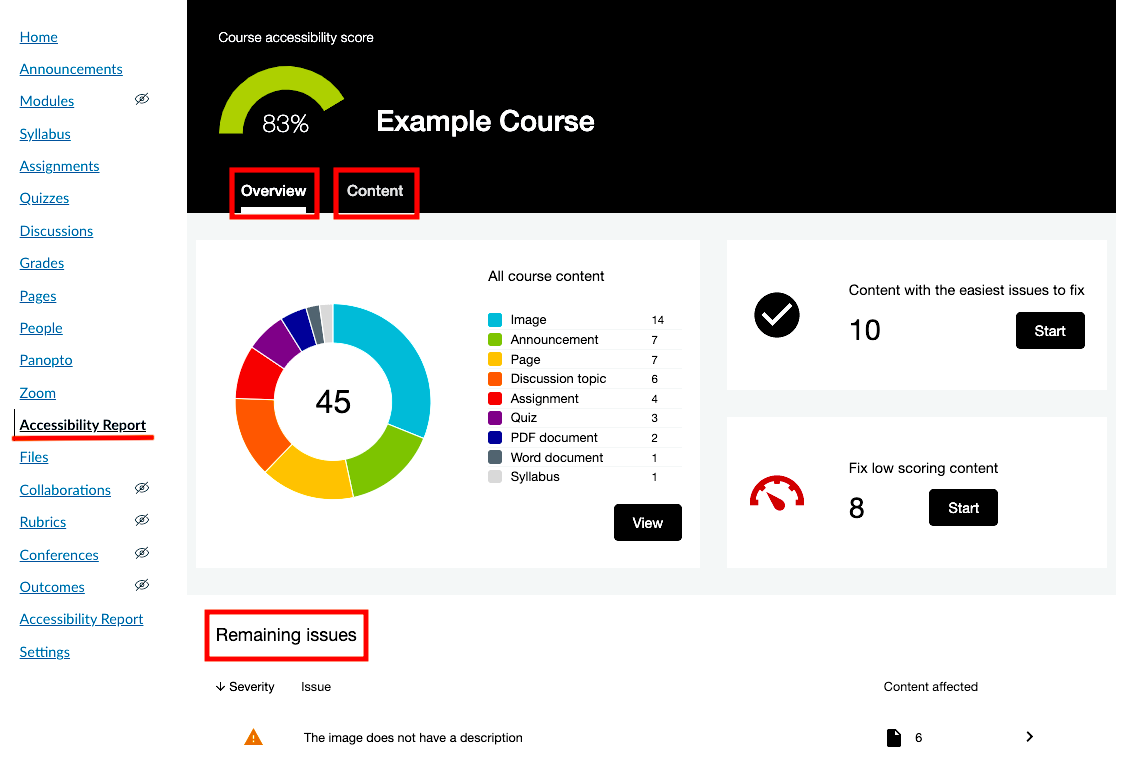 Home
Announcements
Modules
Syllabus
Assignments
Quizzes
Discussions
Grades
Pages
People
Panopto
Zoom
Accessibility Report
Files
Collaborations
Rubrics
Conferences
Outcomes
Accessibility Report
Settings
Course accessibility score
83%
Example Course
Overview Content
45
All course content
Image 14
Announcement 7
Page 7
Discussion topic 6
Assignment 4
Quiz 3
PDF document 2
Word document 1
Syllabus 1
View
Content with the easiest issues to fix
10 Start
Fix low scoring content
8 Start
Remaining issues
Severity Issue Content affected
The image does not have a description 6